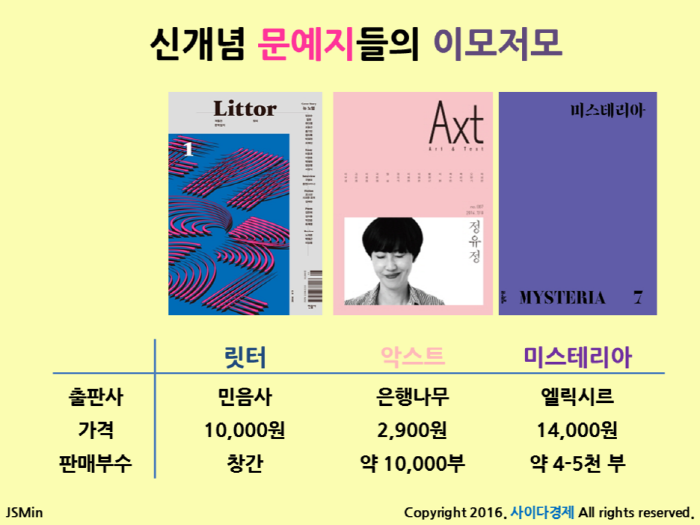 신개념 문예지들의 이모저모
Littor
1
Axt
Art & Text
정유정
미스테리아
MYSTERIA 7
릿터 악스트 미스테리아
출판사 민음사 은행나무 엘릭시르
가격 10,000원 2,900원 14,000원
판매부수 창간 약 10,000부 약 4-5천 부
JSMin
Copyright 2016. 사이다경제 All rights reserved.